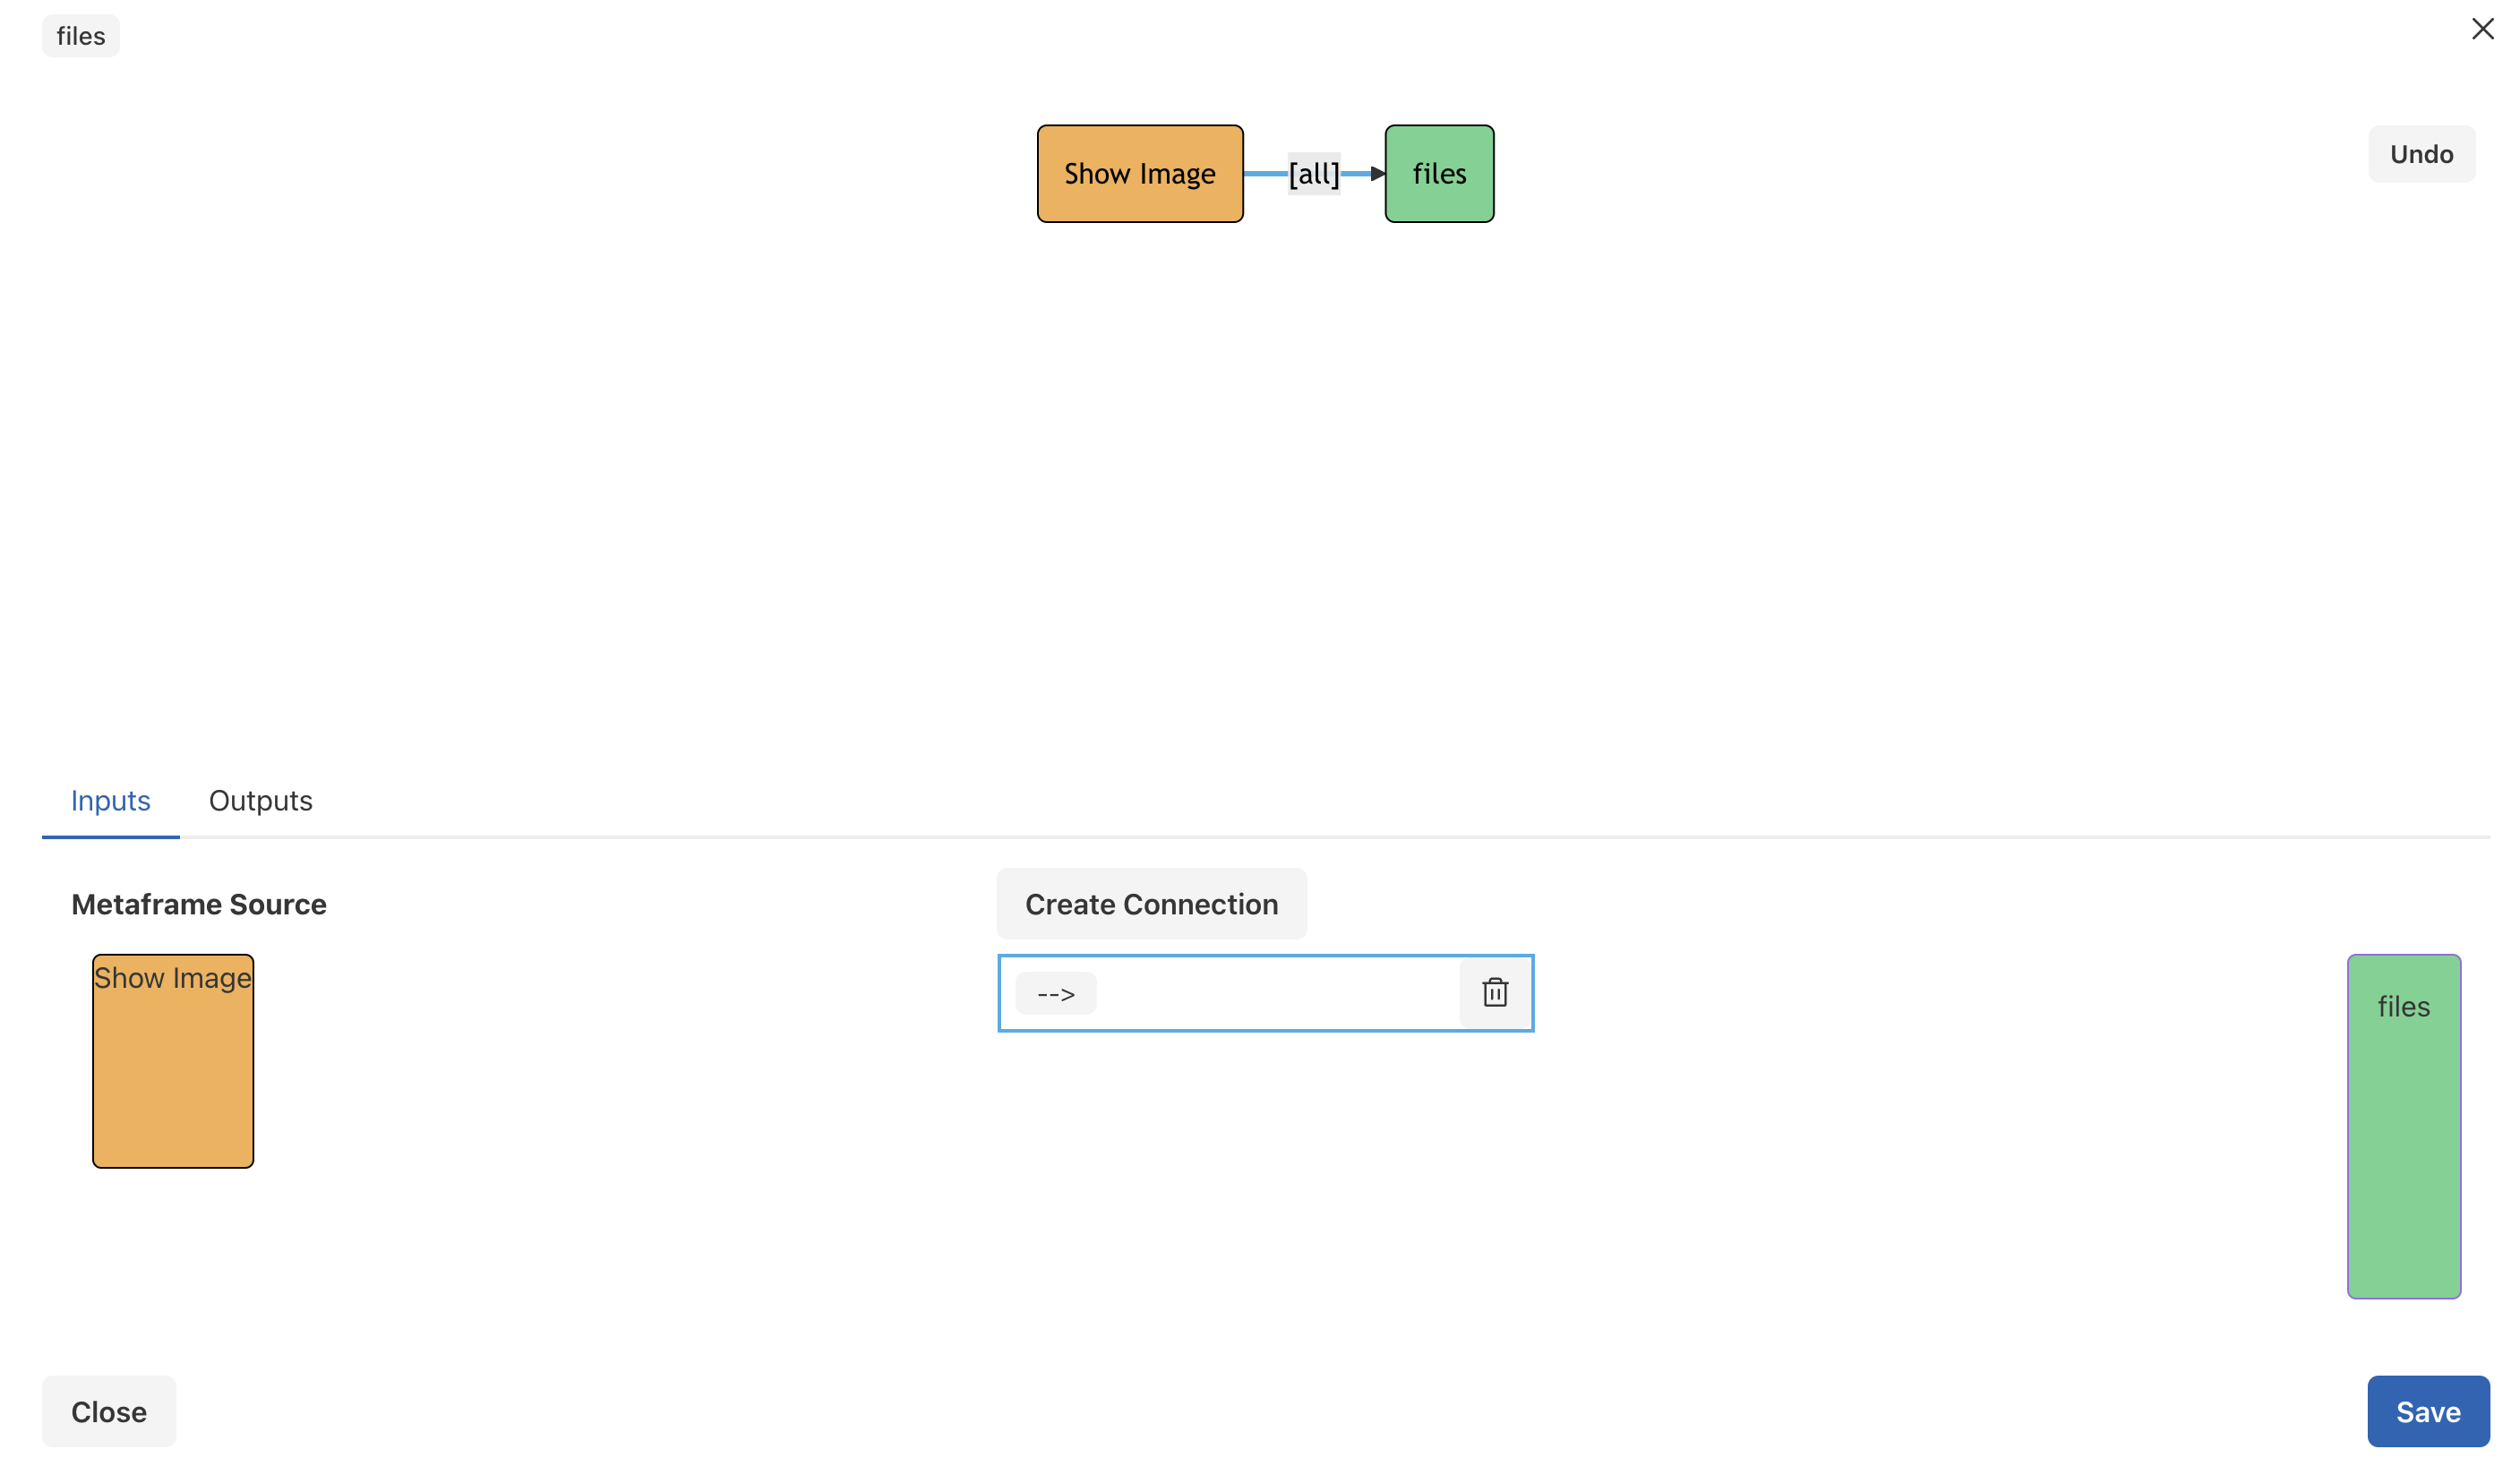 files
Show Image
[all]
files
Undo
Inputs
Outputs
Metaframe Source
Create Connection
Show Image
-->
files
Close
Save